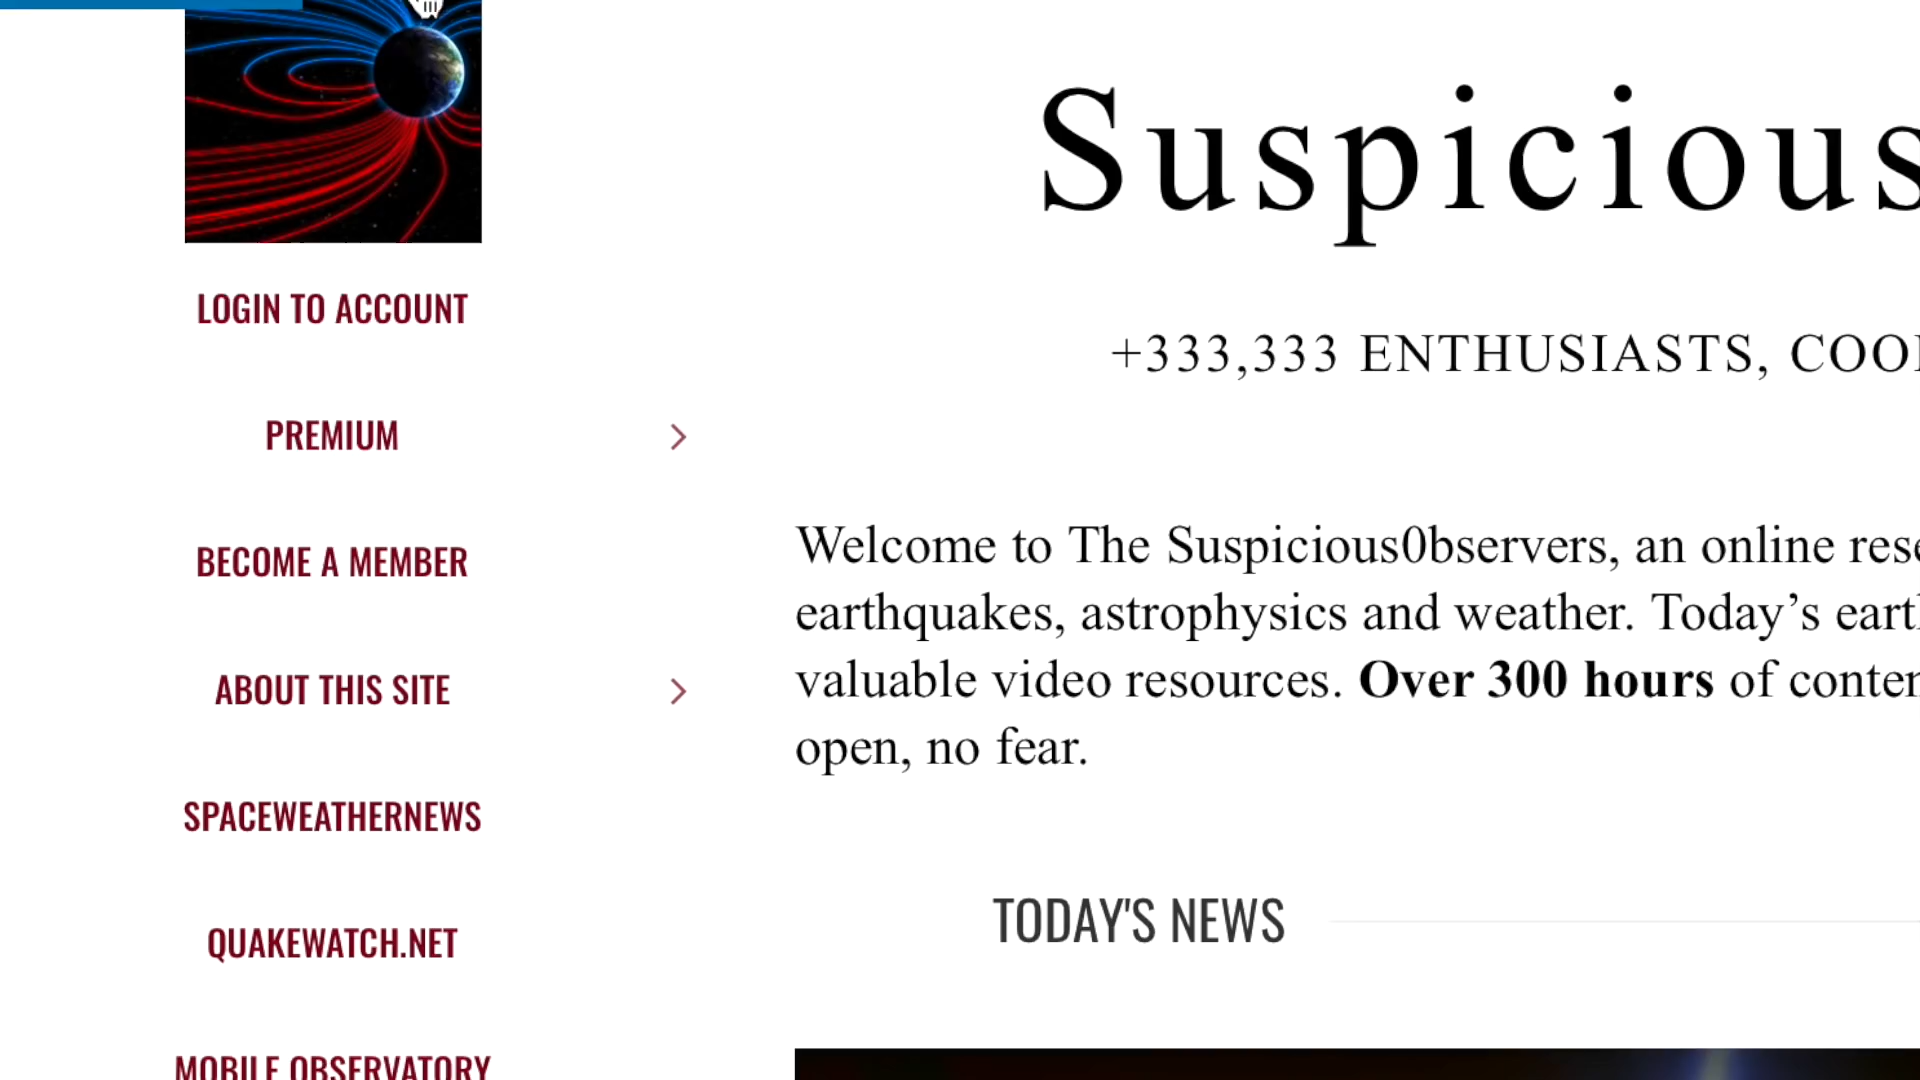 LOGIN TO ACCOUNT
PREMIUM
BECOME A MEMBER
ABOUT THIS SITE
SPACEWEATHERNEWS
QUAKEWATCH.NET
MOBILE OBSERVATORY
Suspicious
+333,333 ENTHUSIASTS,
Welcome to The Suspicious0bservers, an online
earthquakes, astrophysics and weather. Today’s
valuable video resources. Over 300 hours of
open, no fear.
TODAY'S NEWS